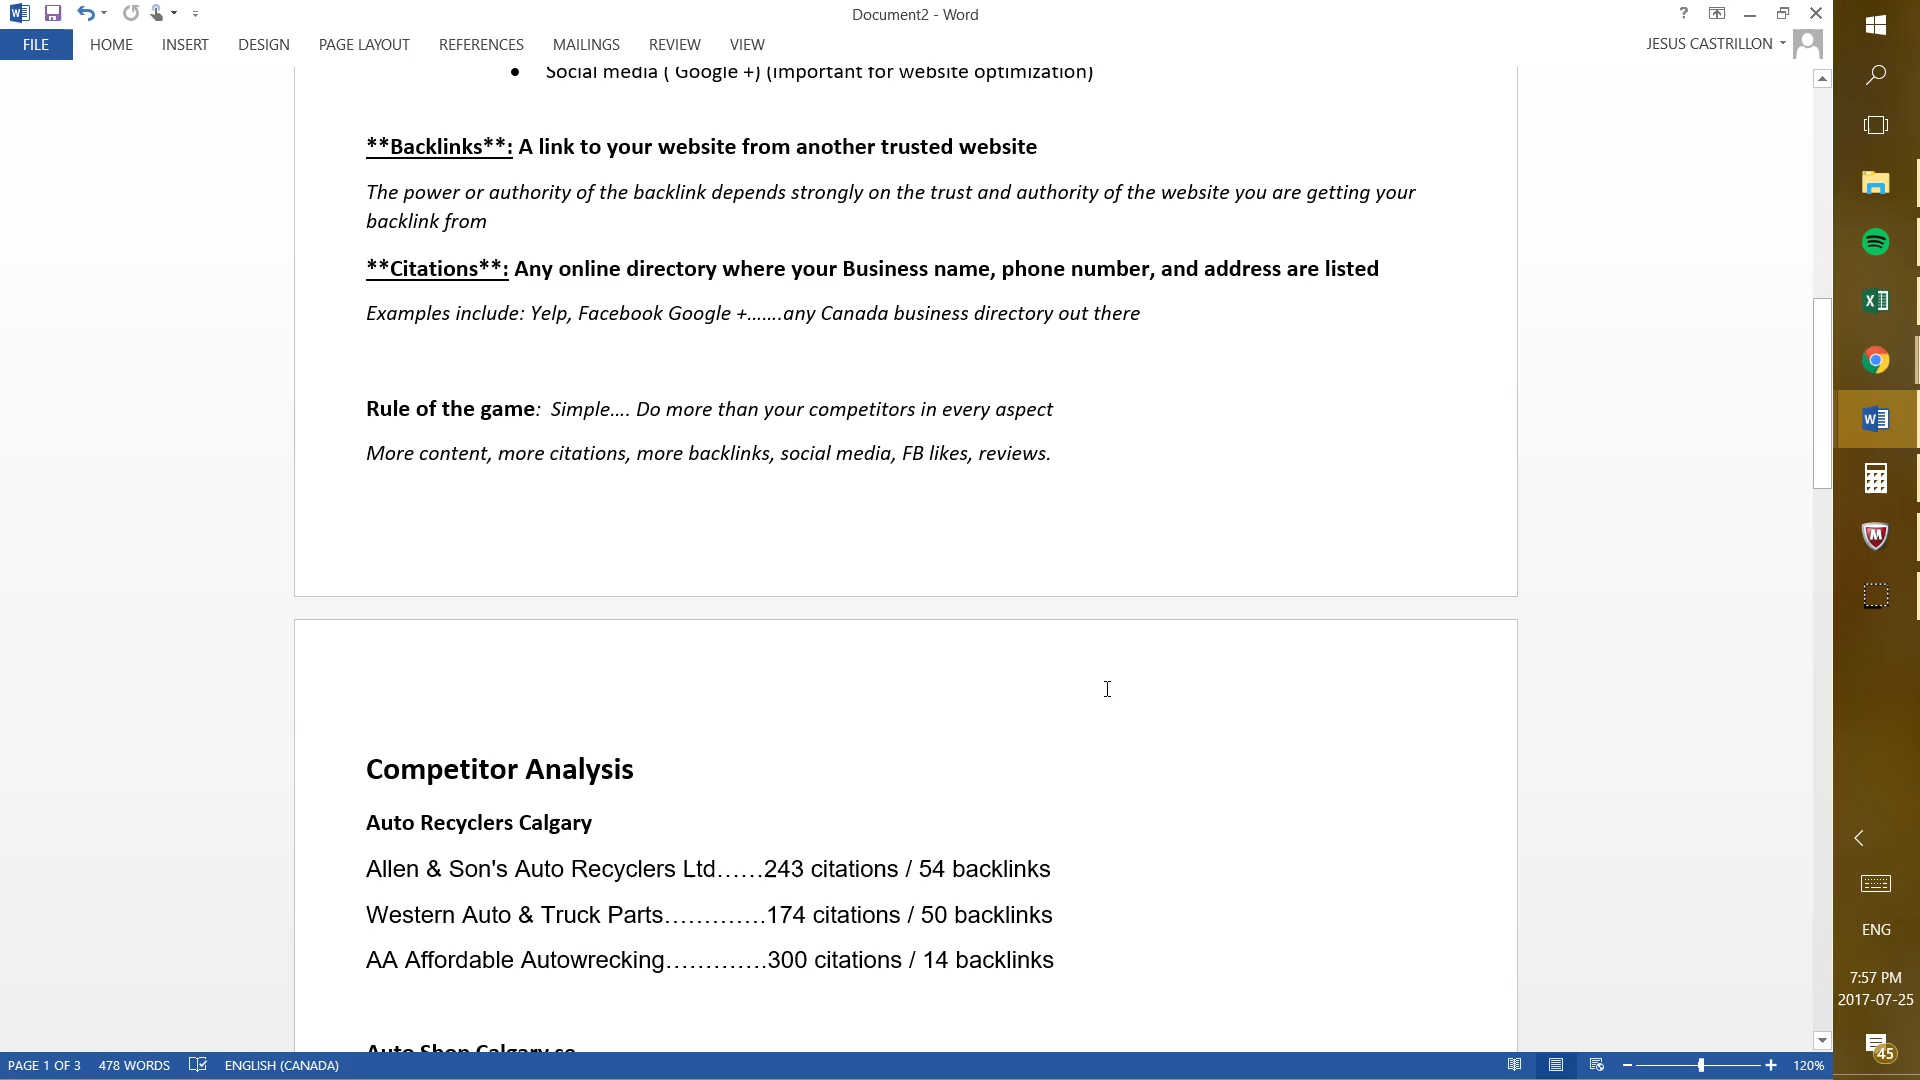 Document2 - Word
FILE HOME INSERT DESIGN PAGE LAYOUT REFERENCES MAILINGS REVIEW VIEW
JESUS CASTRILLON
• Social media ( Google +) (important for website optimization)
**Backlinks**: A link to your website from another trusted website
The power or authority of the backlink depends strongly on the trust and authority of the website you are getting your
backlink from
**Citations**: Any online directory where your Business name, phone number, and address are listed
Examples include: Yelp, Facebook Google +…….any Canada business directory out there
Rule of the game:  Simple…. Do more than your competitors in every aspect
More content, more citations, more backlinks, social media, FB likes, reviews.
Competitor Analysis
Auto Recyclers Calgary
Allen & Son's Auto Recyclers Ltd……243 citations / 54 backlinks
Western Auto & Truck Parts………….174 citations / 50 backlinks
AA Affordable Autowrecking………….300 citations / 14 backlinks
Auto Shop Calgary se
PAGE 1 OF 3 478 WORDS ENGLISH (CANADA)
120%
ENG
7:57 PM
2017-07-25
45